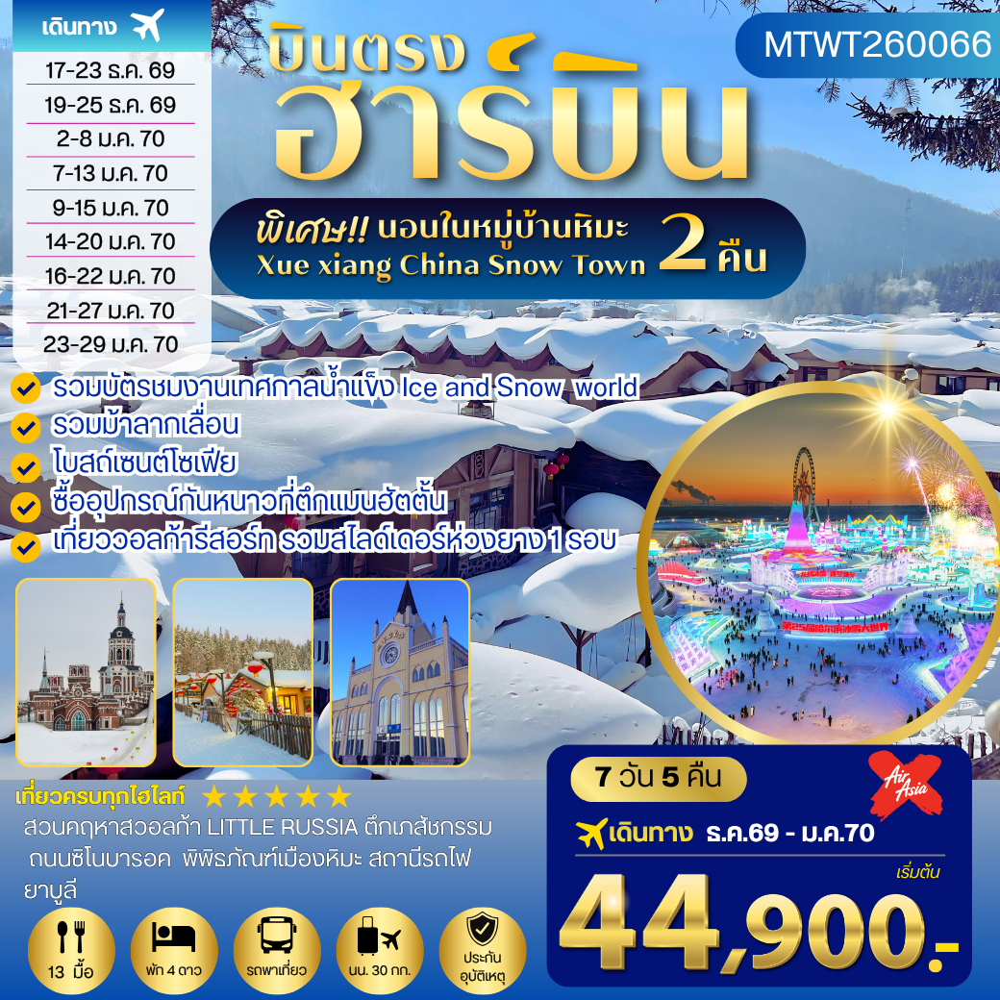 เดินทาง
17-23 ธ.ค. 69
19-25 ธ.ค. 69
2-8 ม.ค. 70
7-13 ม.ค. 70
9-15 ม.ค. 70
14-20 ม.ค. 70
16-22 ม.ค. 70
21-27 ม.ค. 70
23-29 ม.ค. 70
บินตรง
ฮาร์บิน
MTWT260066
พิเศษ!! นอนในหมู่บ้านหิมะ
Xue xiang China Snow Town 2 คืน
รวมบัตรชมงานเทศกาลน้ำแข็ง Ice and Snow world
รวมม้าลากเลื่อน
โบสถ์เซนต์โซเฟีย
ซื้ออุปกรณ์กันหนาวที่ตึกแมนฮัตตั้น
เที่ยววอลก้ารีสอร์ท รวมสไลด์เดอร์ห่วงยาง 1 รอบ
第25届哈尔滨冰雪大世界
เที่ยวครบทุกไฮไลท์
สวนคฤหาสวอลก้า LITTLE RUSSIA ตึกเภสัชกรรม
ถนนซิโนบารอค พิพิธภัณฑ์เมืองหิมะ สถานีรถไฟ
ยาบูลี
13 มื้อ
พัก 4 ดาว
รถพาเที่ยว
นน. 30 กก.
ประกัน
อุบัติเหตุ
7 วัน 5 คืน
Air
Asia
เดินทาง ธ.ค.69 - ม.ค.70
เริ่มต้น
44,900.-